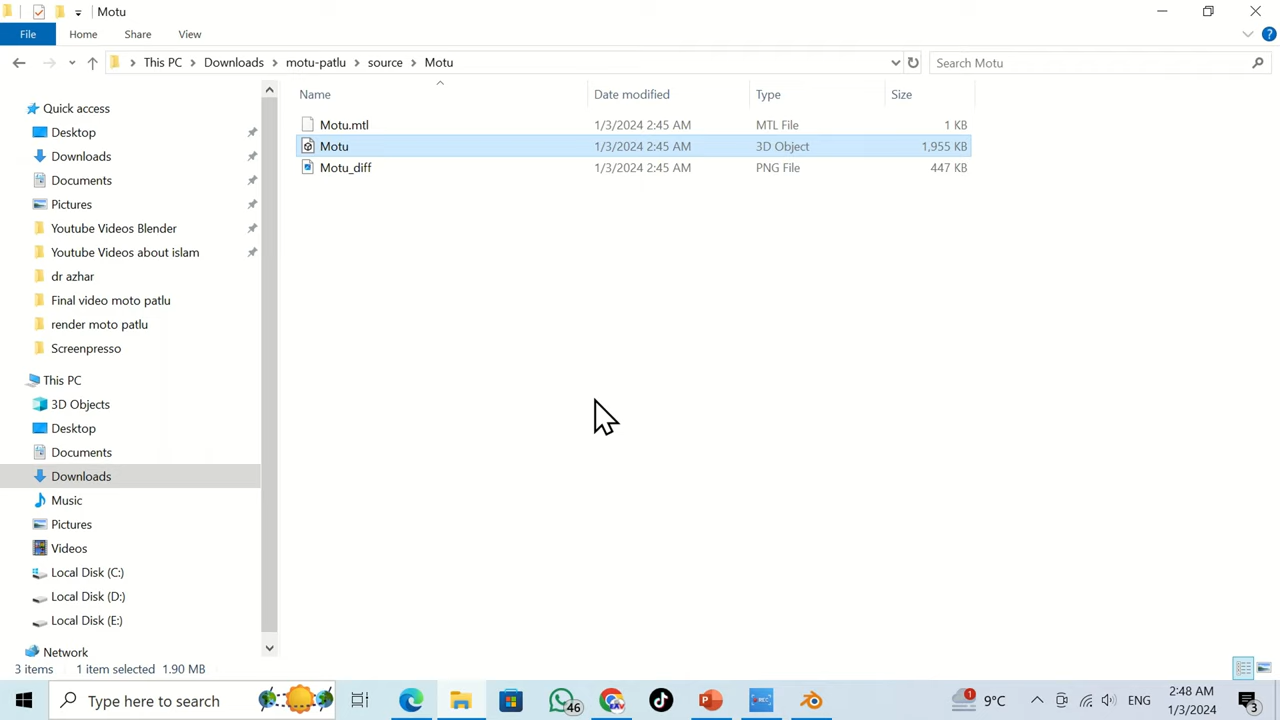 Motu
File Home Share View
This PC Downloads motu-patlu source Motu Search Motu
Name Date modified Type Size
Motu.mtl 1/3/2024 2:45 AM MTL File 1 KB
Motu 1/3/2024 2:45 AM 3D Object 1,955 KB
Motu_diff 1/3/2024 2:45 AM PNG File 447 KB
Quick access
Desktop
Downloads
Documents
Pictures
Youtube Videos Blender
Youtube Videos about islam
dr azhar
Final video moto patlu
render moto patlu
Screenpresso
This PC
3D Objects
Desktop
Documents
Downloads
Music
Pictures
Videos
Local Disk (C:)
Local Disk (D:)
Local Disk (E:)
Network
3 items 1 item selected 1.90 MB
Type here to search 46 1 9°C ENG 2:48 AM
1/3/2024 3